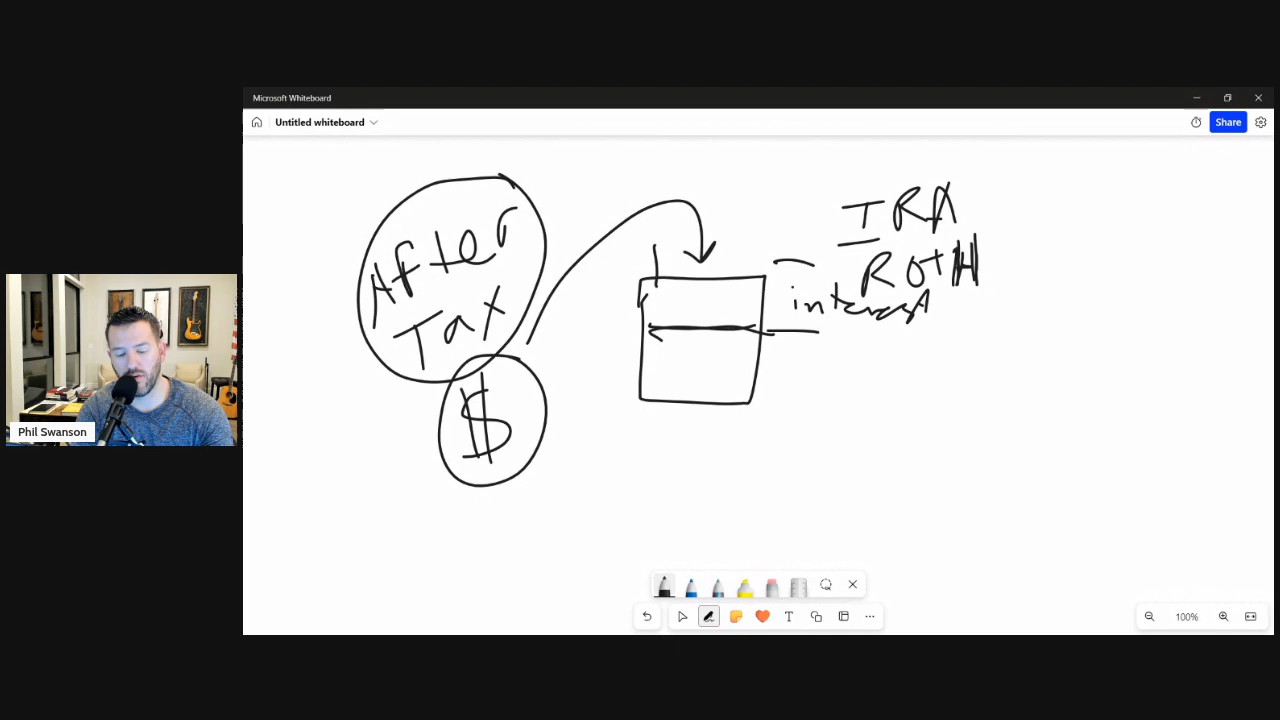 Microsoft Whiteboard
Untitled whiteboard
Share
After
Tax
$
IRA
ROTH
interest
Phil Swanson
T
100%